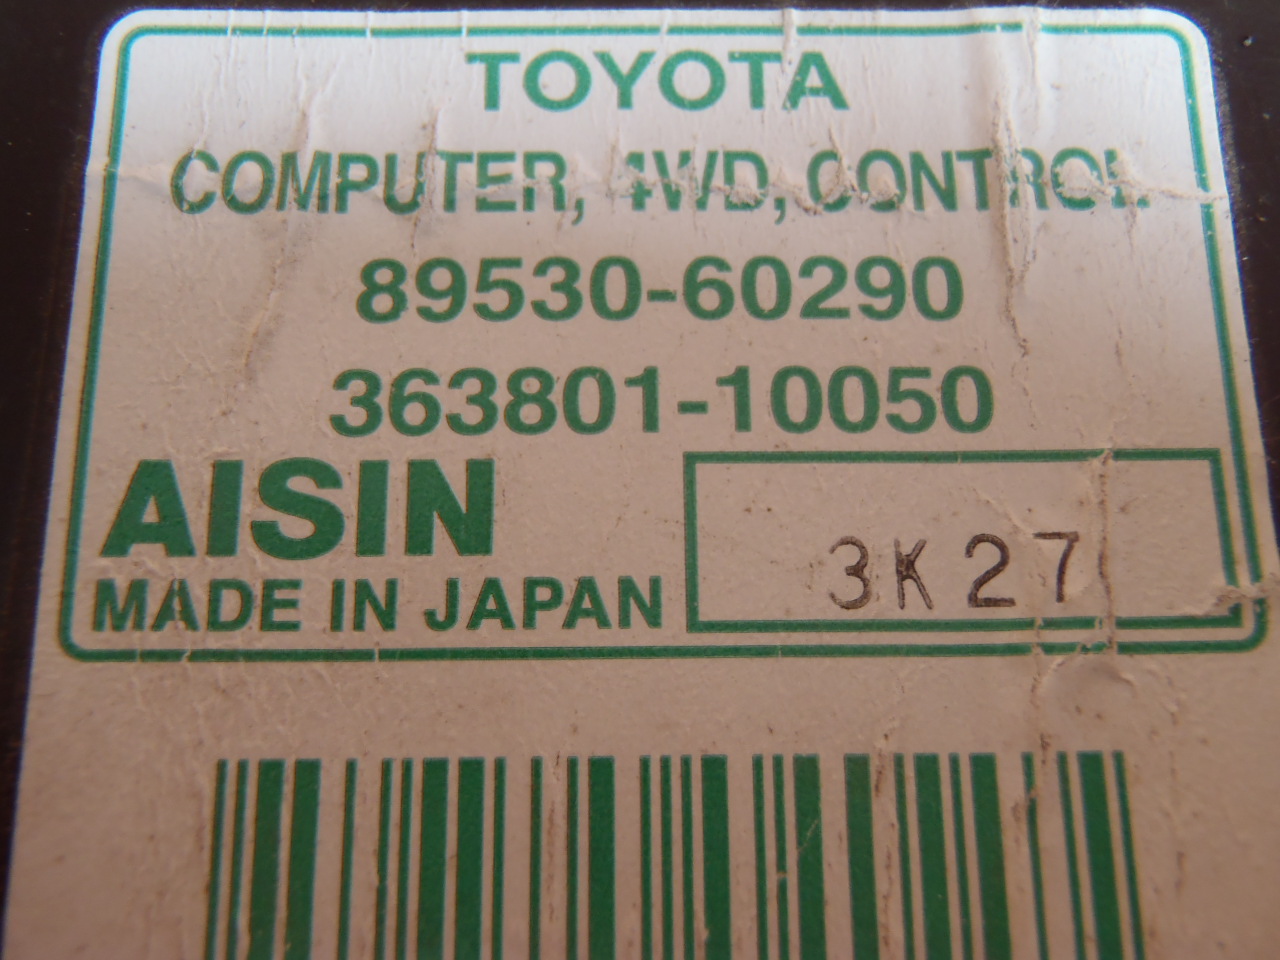 TOYOTA
COMPUTER, 4WD, CONTROL
89530-60290
363801-10050
AISIN
MADE IN JAPAN
3K27